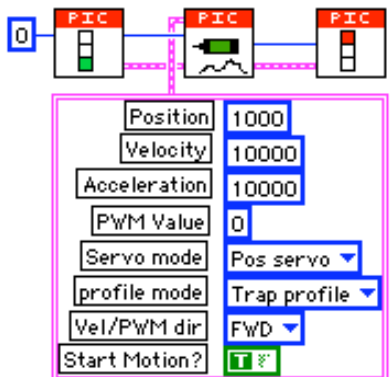 PIC PIC PIC
0
Position 1000
Velocity 10000
Acceleration 10000
PWM Value 0
Servo mode Pos servo
profile mode Trap profile
Vel/PWM dir FWD
Start Motion? T F